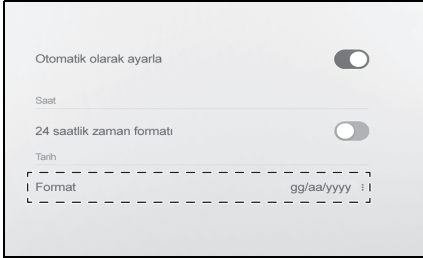 Otomatik olarak ayarla
Saat
24 saatlik zaman formatı
Tarih
Format gg/aa/yyyy